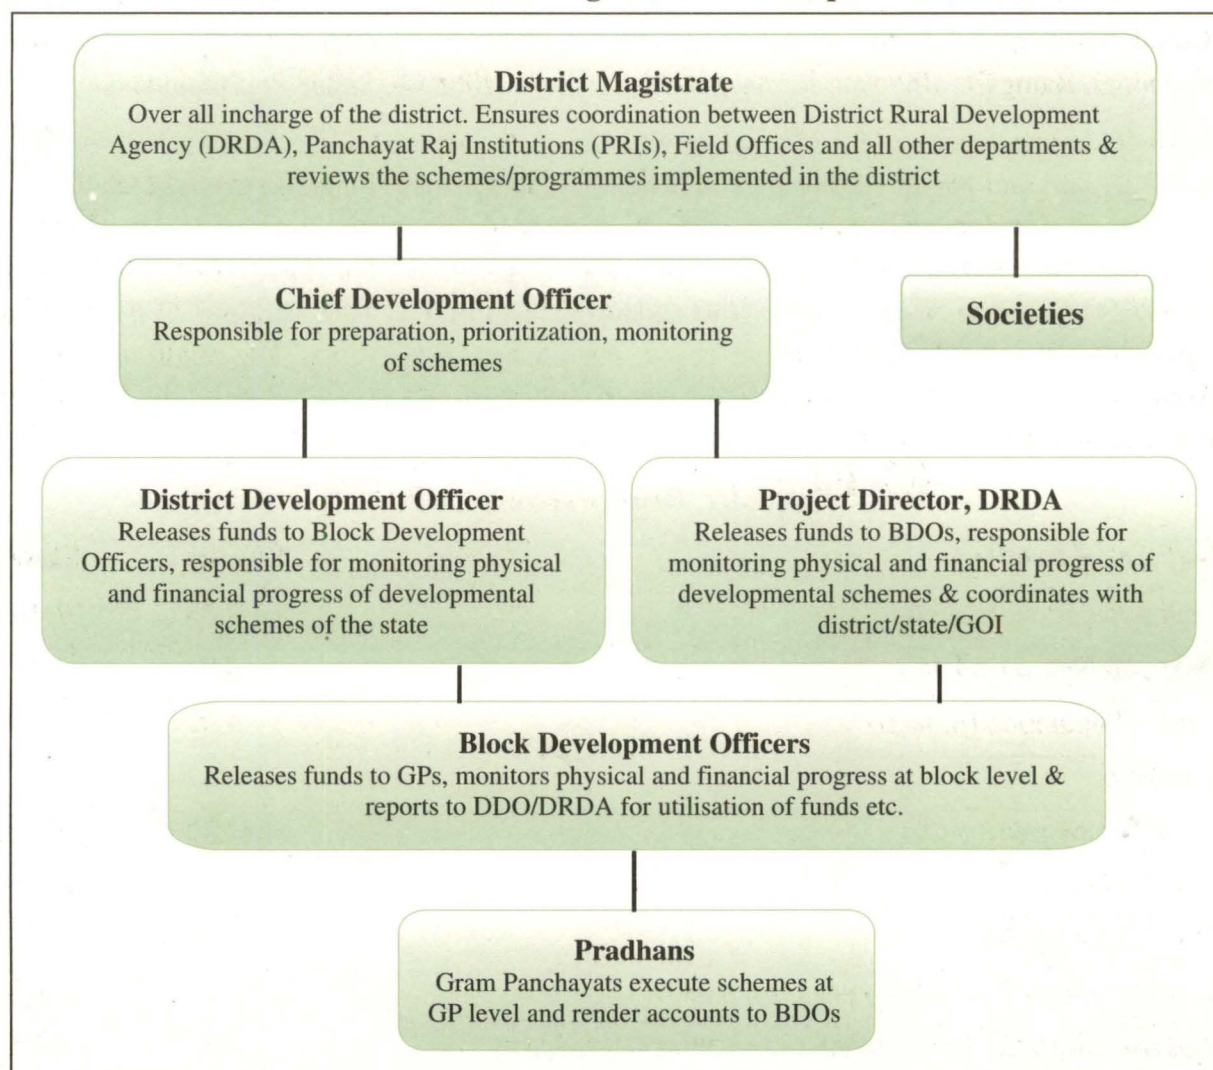 District Magistrate
Over all incharge of the district. Ensures coordination between District Rural Development
Agency (DRDA), Panchayat Raj Institutions (PRIs), Field Offices and all other departments &
reviews the schemes/programmes implemented in the district
Chief Development Officer
Responsible for preparation, prioritization, monitoring
of schemes
Societies
District Development Officer
Releases funds to Block Development
Officers, responsible for monitoring physical
and financial progress of developmental
schemes of the state
Project Director, DRDA
Releases funds to BDOs, responsible for
monitoring physical and financial progress of
developmental schemes & coordinates with
district/state/GOI
Block Development Officers
Releases funds to GPs, monitors physical and financial progress at block level &
reports to DDO/DRDA for utilisation of funds etc.
Pradhans
Gram Panchayats execute schemes at
GP level and render accounts to BDOs